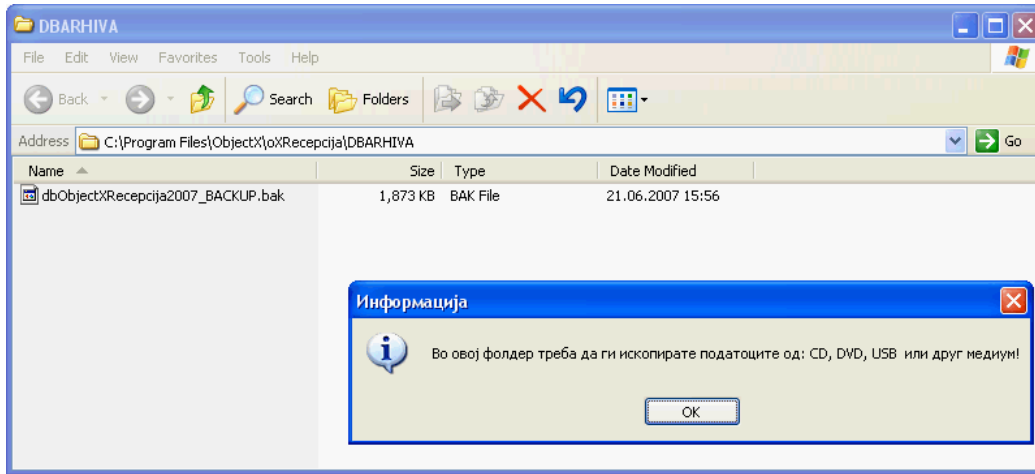 DBARHIVA
File Edit View Favorites Tools Help
Back Search Folders
Address C:\Program Files\ObjectX\oXRecepcija\DBARHIVA Go
Name Size Type Date Modified
dbObjectXRecepcija2007_BACKUP.bak 1,873 KB BAK File 21.06.2007 15:56
Информација
Во овој фолдер треба да ги ископирате податоците од: CD, DVD, USB или друг медиум!
OK